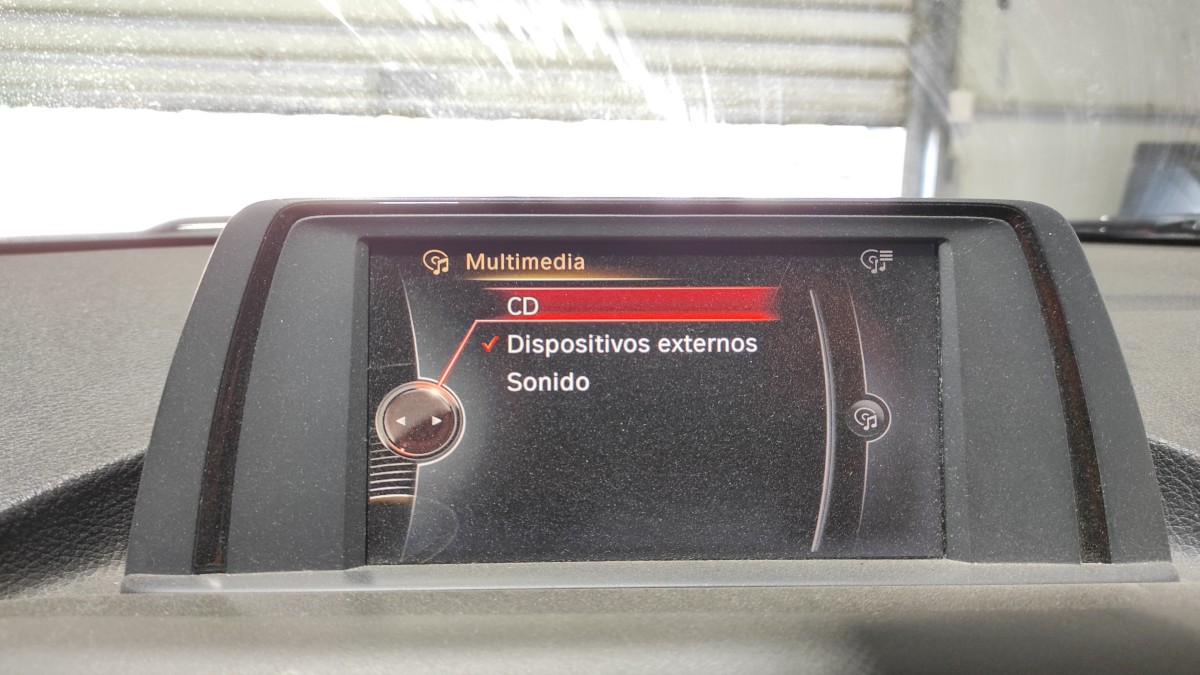 Multimedia
CD
Dispositivos externos
Sonido